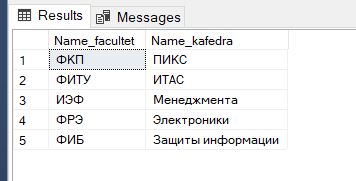 Results Messages
Name_facultet Name_kafedra
1 ФКП ПИКС
2 ФИТУ ИТАС
3 ИЭФ Менеджмента
4 ФРЭ Электроники
5 ФИБ Защиты информации